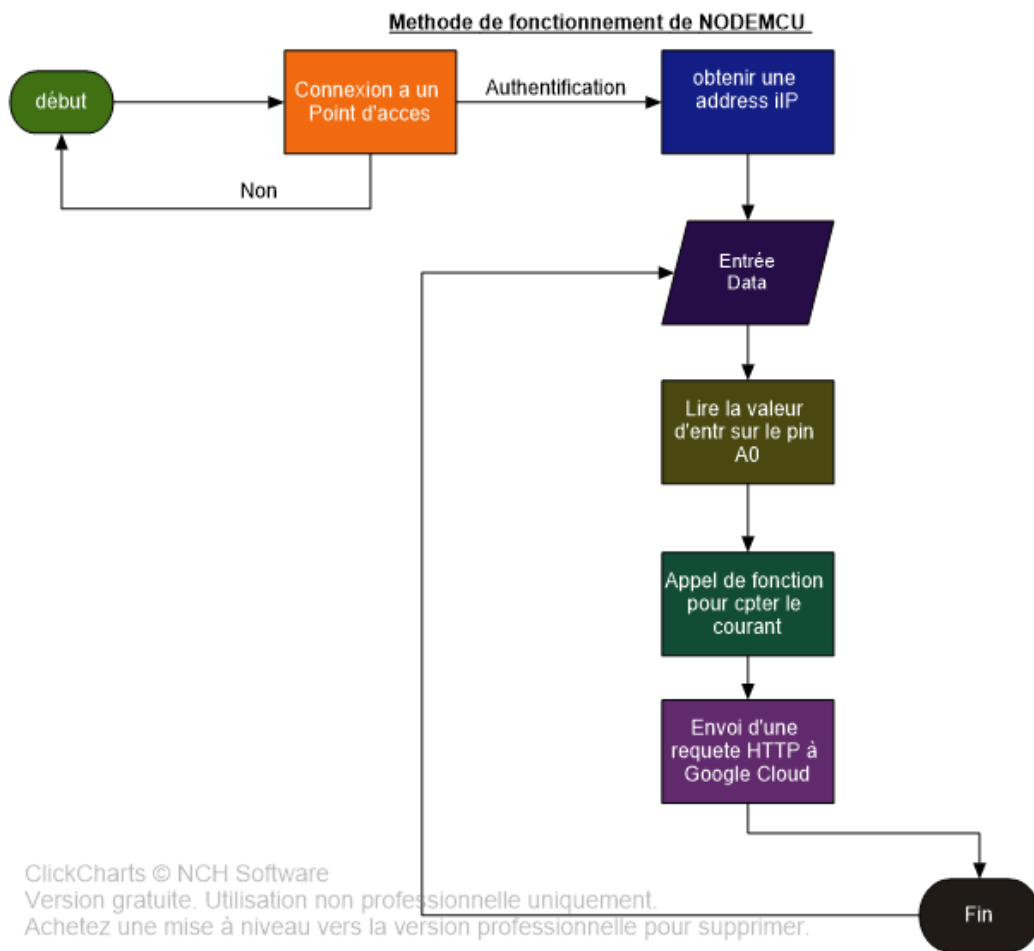 Methode de fonctionnement de NODEMCU
début
Connexion a un
Point d'acces
Authentification
obtenir une
address iIP
Non
Entrée
Data
Lire la valeur
d'entr sur le pin
A0
Appel de fonction
pour cpter le
courant
Envoi d'une
requete HTTP à
Google Cloud
Fin
ClickCharts © NCH Software
Version gratuite. Utilisation non professionnelle uniquement.
Achetez une mise à niveau vers la version professionnelle pour supprimer.